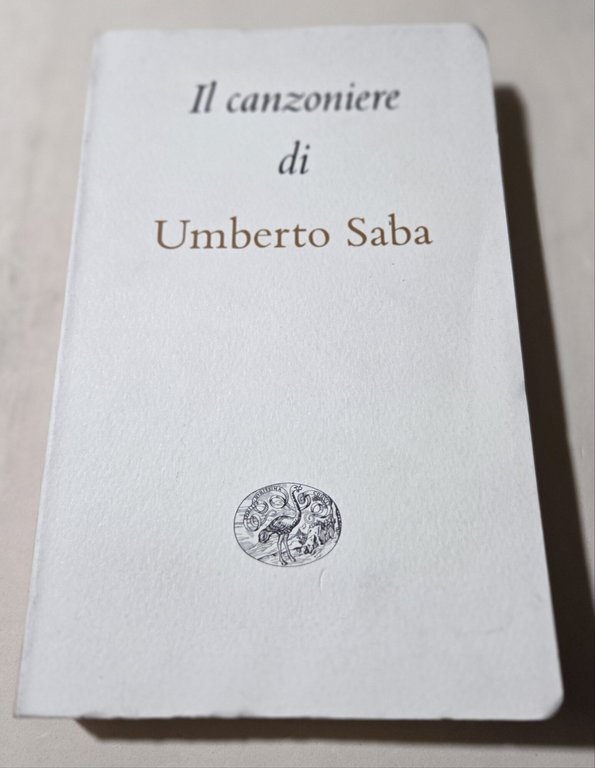 Il canzoniere
di
Umberto Saba